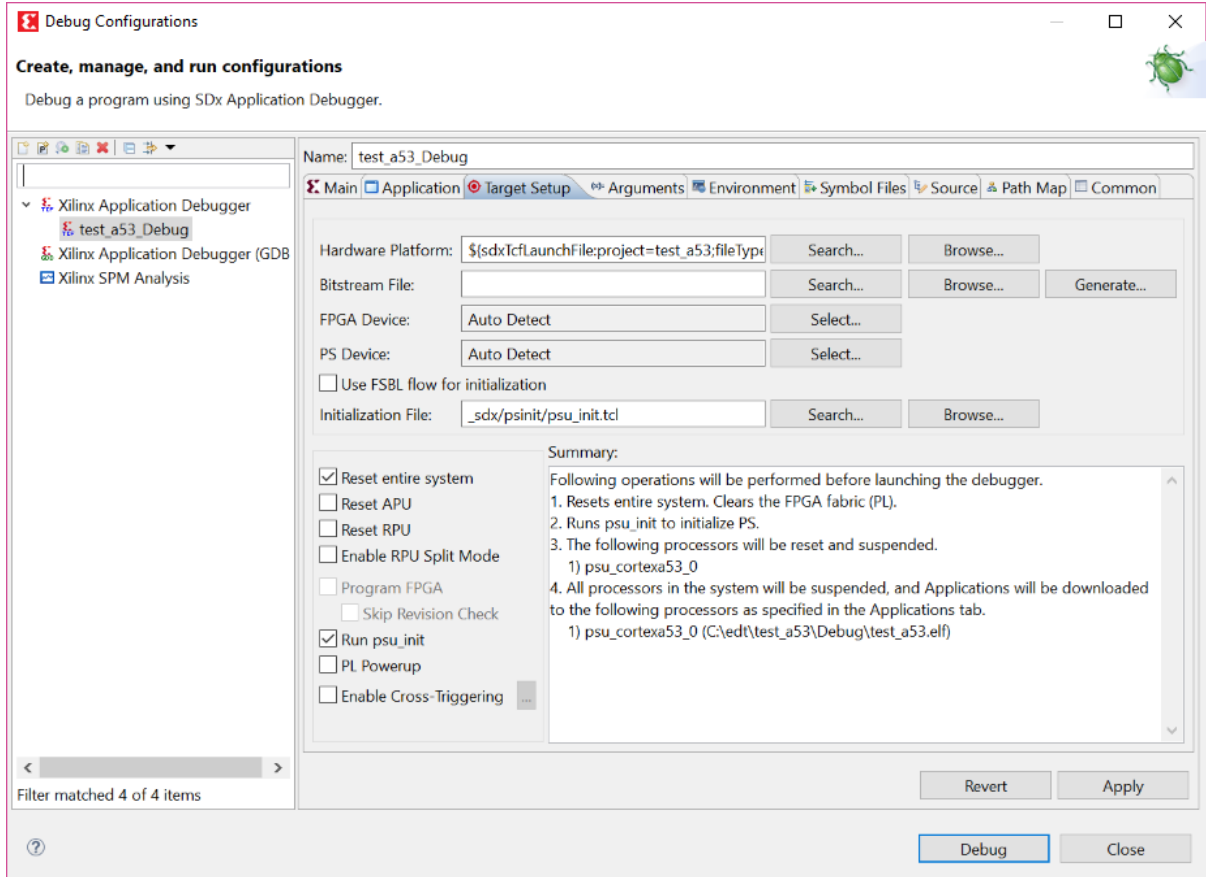 Debug Configurations
Create, manage, and run configurations
Debug a program using SDx Application Debugger.
Name: test_a53_Debug
Main Application Target Setup Arguments Environment Symbol Files Source Path Map Common
Xilinx Application Debugger
test_a53_Debug
Xilinx Application Debugger (GDB
Xilinx SPM Analysis
Filter matched 4 of 4 items
Hardware Platform: ${sdxTcfLaunchFile:project=test_a53;fileType Search... Browse...
Bitstream File: Search... Browse... Generate...
FPGA Device: Auto Detect Select...
PS Device: Auto Detect Select...
Use FSBL flow for initialization
Initialization File: _sdx/psinit/psu_init.tcl Search... Browse...
Reset entire system
Reset APU
Reset RPU
Enable RPU Split Mode
Program FPGA
Skip Revision Check
Run psu_init
PL Powerup
Enable Cross-Triggering ...
Summary:
Following operations will be performed before launching the debugger.
1. Resets entire system. Clears the FPGA fabric (PL).
2. Runs psu_init to initialize PS.
3. The following processors will be reset and suspended.
1) psu_cortexa53_0
4. All processors in the system will be suspended, and Applications will be downloaded
to the following processors as specified in the Applications tab.
1) psu_cortexa53_0 (C:\edt\test_a53\Debug\test_a53.elf)
Revert Apply
Debug Close